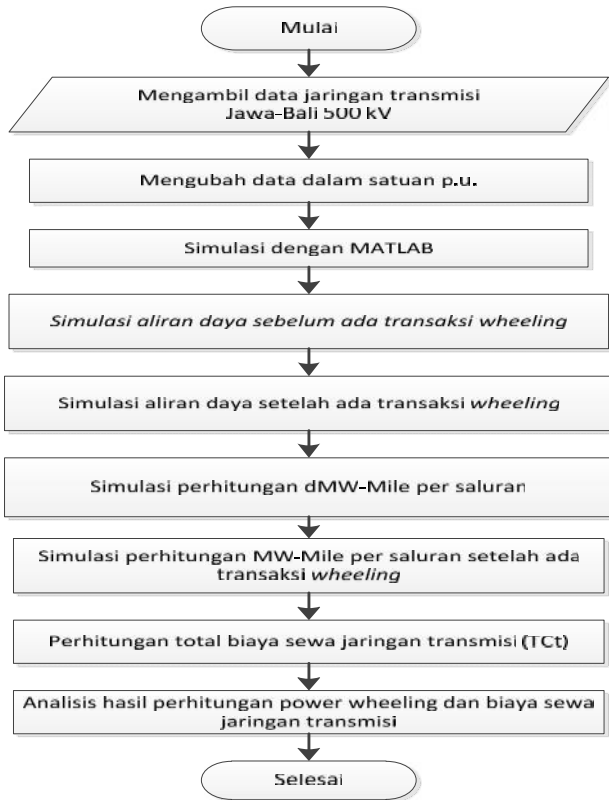 Mulai
Mengambil data jaringan transmisi
Jawa-Bali 500 kV
Mengubah data dalam satuan p.u.
Simulasi dengan MATLAB
Simulasi aliran daya sebelum ada transaksi wheeling
Simulasi aliran daya setelah ada transaksi wheeling
Simulasi perhitungan dMW-Mile per saluran
Simulasi perhitungan MW-Mile per saluran setelah ada
transaksi wheeling
Perhitungan total biaya sewa jaringan transmisi (TCt)
Analisis hasil perhitungan power wheeling dan biaya sewa
jaringan transmisi
Selesai